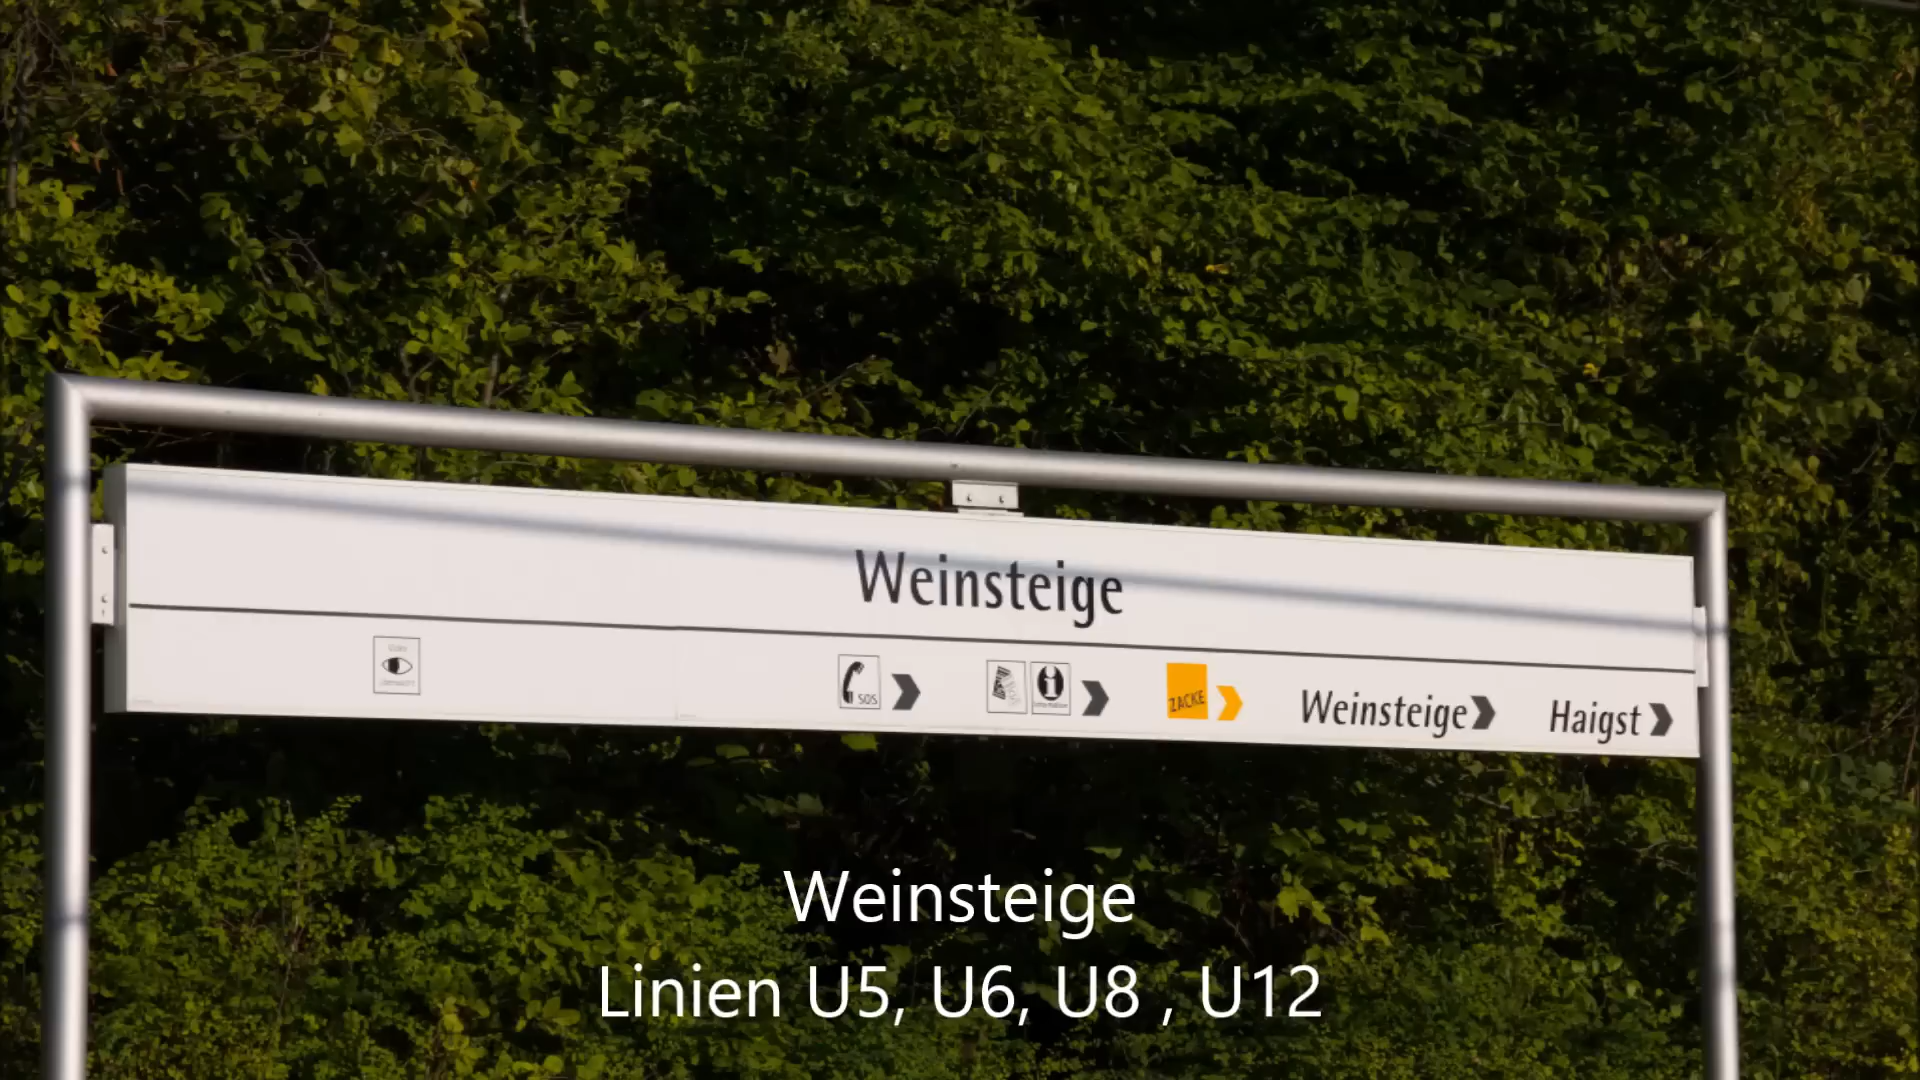 Weinsteige
SOS
ZACKE
Weinsteige
Haigst
Weinsteige
Linien U5, U6, U8 , U12